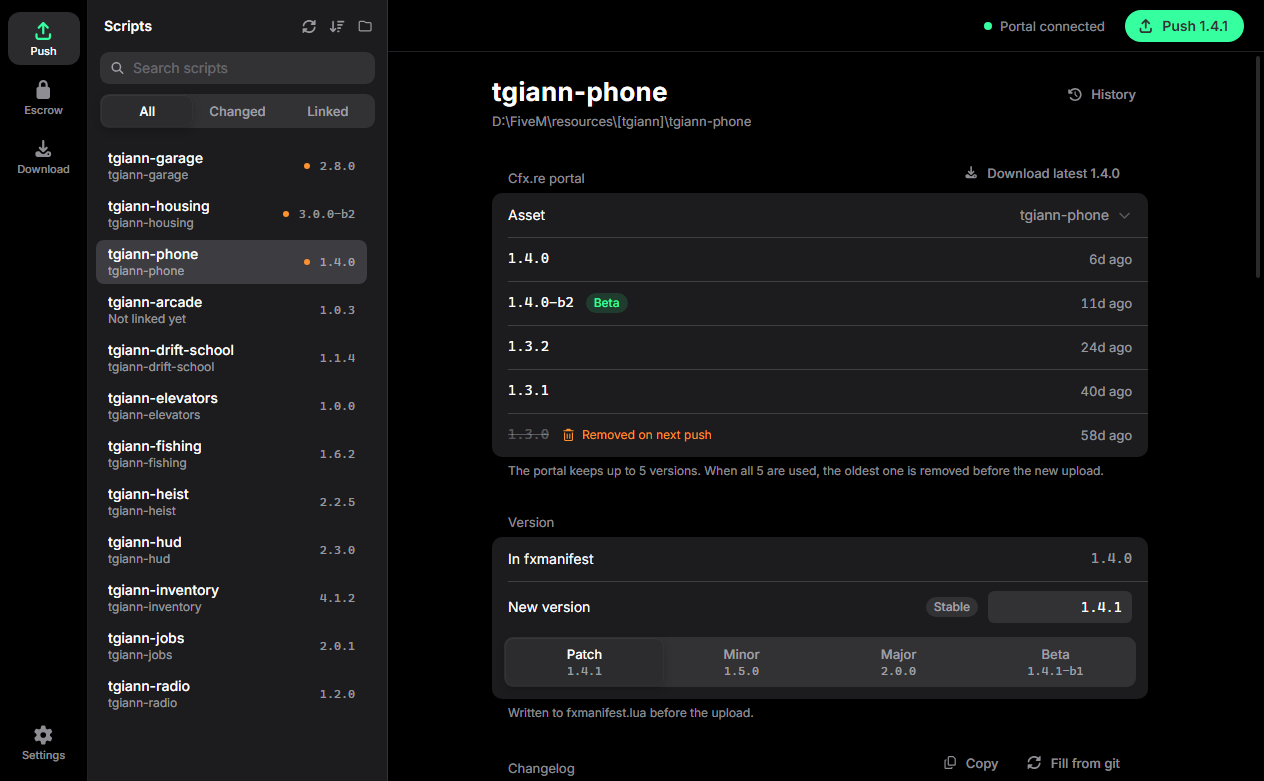 Push
Escrow
Download
Settings
Scripts
Search scripts
All Changed Linked
tgiann-garage
tgiann-garage
2.8.0
tgiann-housing
tgiann-housing
3.0.0-b2
tgiann-phone
tgiann-phone
1.4.0
tgiann-arcade
Not linked yet
1.0.3
tgiann-drift-school
tgiann-drift-school
1.1.4
tgiann-elevators
tgiann-elevators
1.0.0
tgiann-fishing
tgiann-fishing
1.6.2
tgiann-heist
tgiann-heist
2.2.5
tgiann-hud
tgiann-hud
2.3.0
tgiann-inventory
tgiann-inventory
4.1.2
tgiann-jobs
tgiann-jobs
2.0.1
tgiann-radio
tgiann-radio
1.2.0
Portal connected
Push 1.4.1
tgiann-phone
D:\FiveM\resources\[tgiann]\tgiann-phone
History
Cfx.re portal
Download latest 1.4.0
Asset tgiann-phone
1.4.0 6d ago
1.4.0-b2 Beta 11d ago
1.3.2 24d ago
1.3.1 40d ago
1.3.0 Removed on next push 58d ago
The portal keeps up to 5 versions. When all 5 are used, the oldest one is removed before the new upload.
Version
In fxmanifest 1.4.0
New version Stable 1.4.1
Patch Minor Major Beta
1.4.1 1.5.0 2.0.0 1.4.1-b1
Written to fxmanifest.lua before the upload.
Changelog
Copy
Fill from git